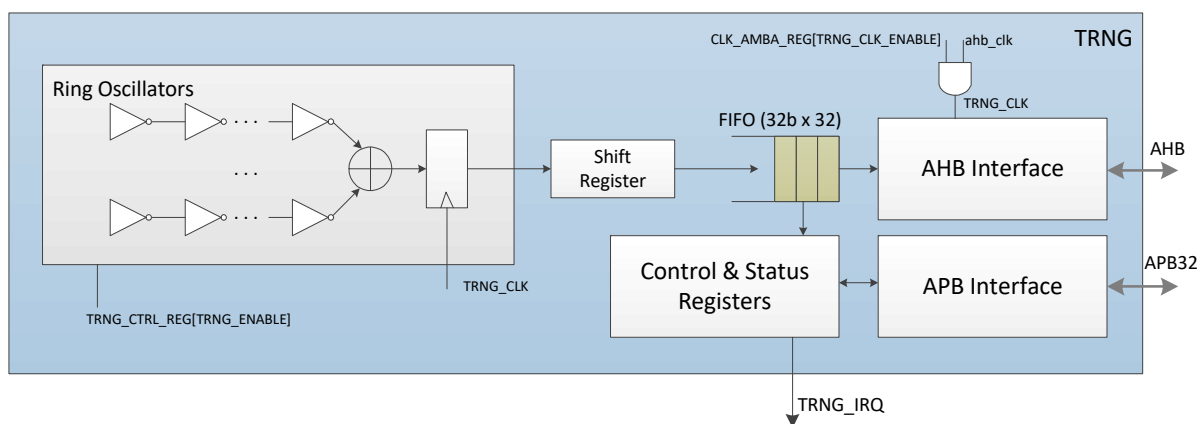 CLK_AMBA_REG[TRNG_CLK_ENABLE]
ahb_clk
TRNG
Ring Oscillators
TRNG_CLK
FIFO (32b x 32)
. . .
. . .
. . .
Shift
Register
AHB Interface
AHB
. . .
. . .
TRNG_CLK
Control & Status
Registers
APB Interface
APB32
TRNG_CTRL_REG[TRNG_ENABLE]
TRNG_IRQ